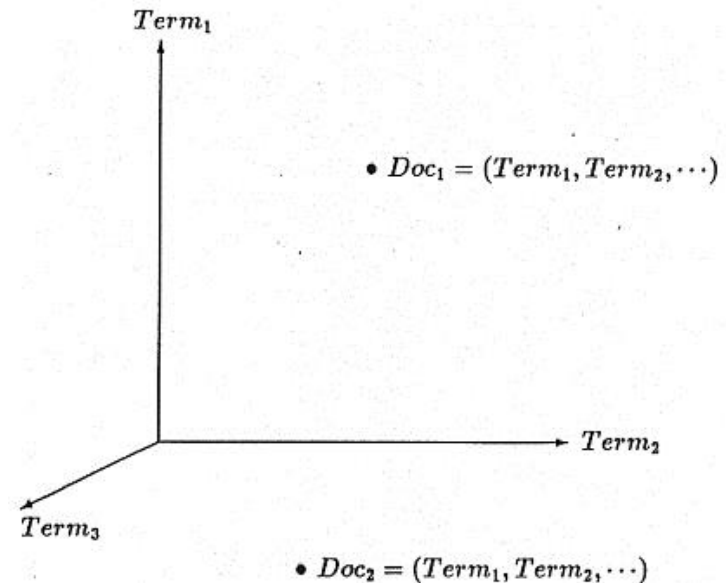 Term₁
• Doc₁ = (Term₁, Term₂, ⋯)
Term₂
Term₃
• Doc₂ = (Term₁, Term₂, ⋯)